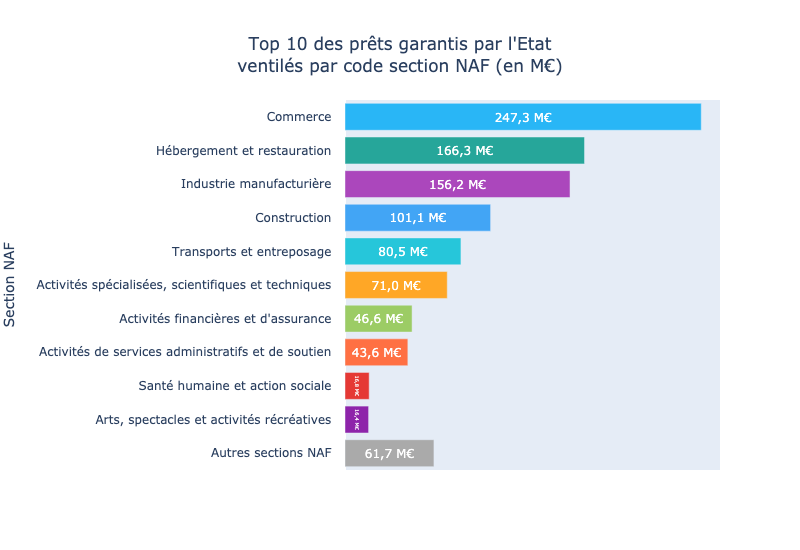 Top 10 des prêts garantis par l'Etat
ventilés par code section NAF (en M€)
Section NAF
Commerce 247,3 M€
Hébergement et restauration 166,3 M€
Industrie manufacturière 156,2 M€
Construction 101,1 M€
Transports et entreposage 80,5 M€
Activités spécialisées, scientifiques et techniques 71,0 M€
Activités financières et d'assurance 46,6 M€
Activités de services administratifs et de soutien 43,6 M€
Santé humaine et action sociale
Arts, spectacles et activités récréatives
Autres sections NAF 61,7 M€